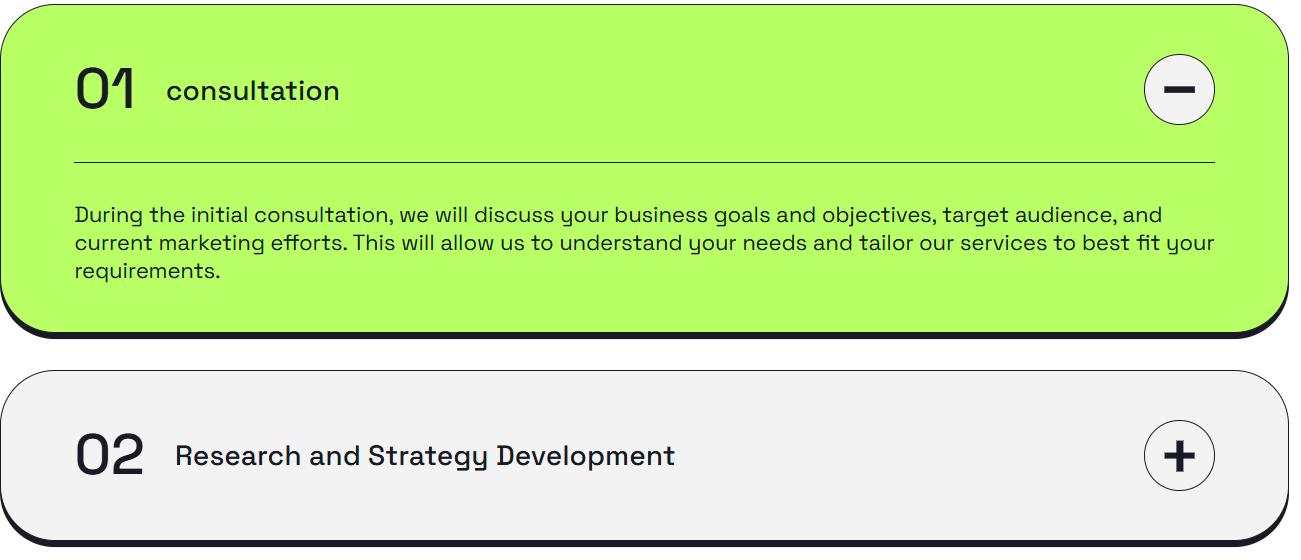 01 consultation
During the initial consultation, we will discuss your business goals and objectives, target audience, and
current marketing efforts. This will allow us to understand your needs and tailor our services to best fit your
requirements.
02 Research and Strategy Development